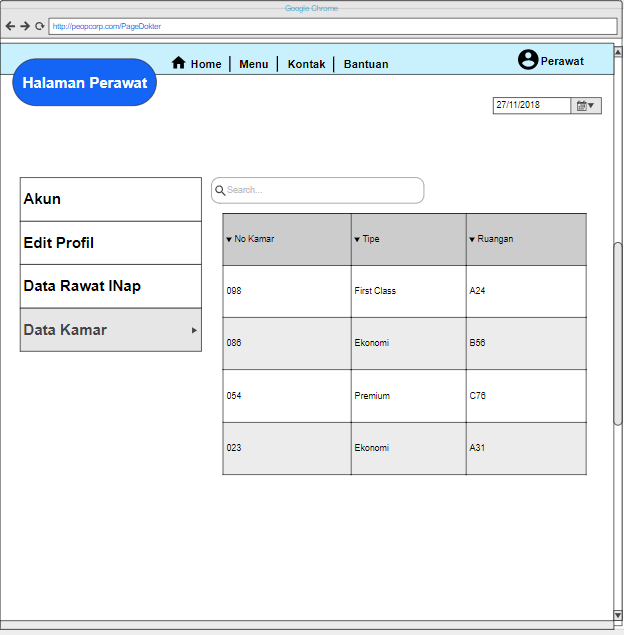 Google Chrome
http://peopcorp.com/PageDokter
Home Menu Kontak Bantuan Perawat
Halaman Perawat
27/11/2018
Search...
Akun
Edit Profil
Data Rawat INap
Data Kamar
No Kamar Tipe Ruangan
098 First Class A24
086 Ekonomi B56
054 Premium C76
023 Ekonomi A31